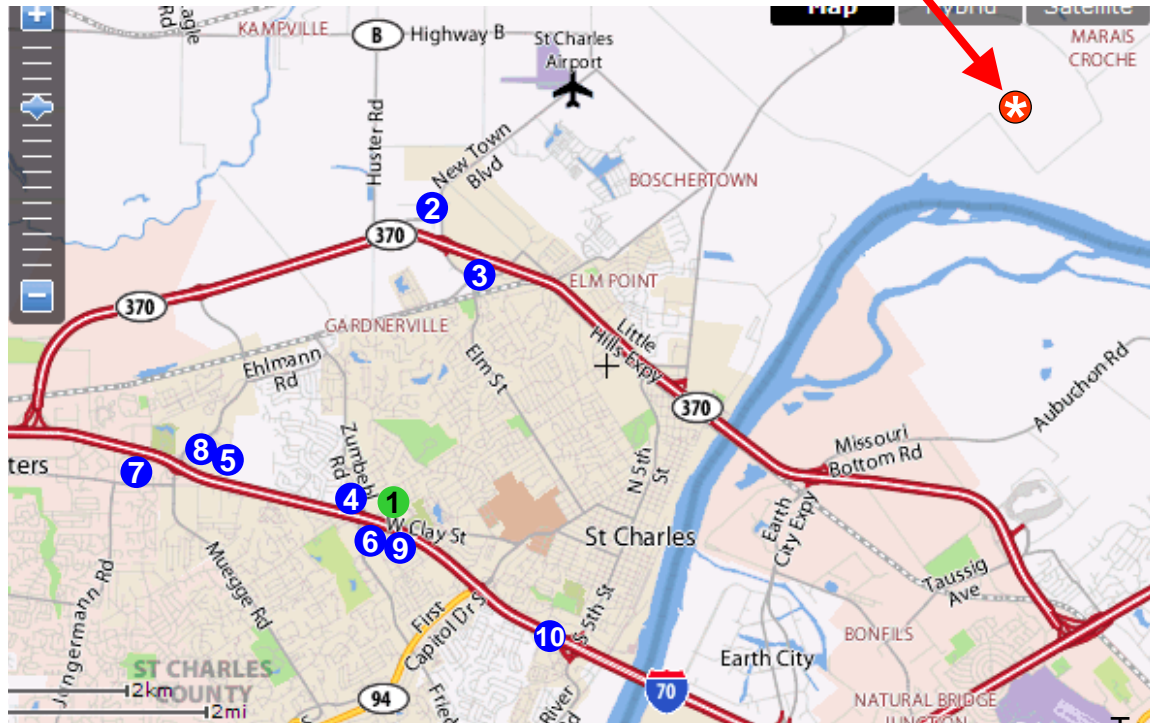 Map
Hybrid
Satellite
KAMPVILLE
B
Highway B
St Charles
Airport
MARAIS
CROCHE
*
Huster Rd
New Town
Blvd
BOSCHERTOWN
2
370
3
ELM POINT
370
GARDNERVILLE
Little
Hills Expy
Ehlmann
Rd
Elm St
370
Aubuchon Rd
Missouri
Bottom Rd
8
5
7
ters
Zumbehl
Rd
N 5th
St
4
1
W Clay St
6
9
St Charles
Earth
City Expy
Taussig
Ave
Muegge Rd
Jungermann Rd
First
Capitol Dr
S 5th St
10
BONFILS
Earth City
ST CHARLES
COUNTY
2km
2mi
94
70
River
NATURAL BRIDGE
JUNCTION